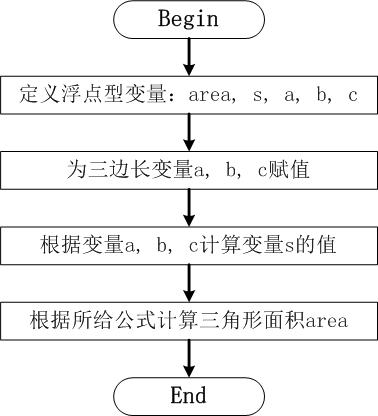 Begin
定义浮点型变量：area, s, a, b, c
为三边长变量a, b, c赋值
根据变量a, b, c计算变量s的值
根据所给公式计算三角形面积area
End